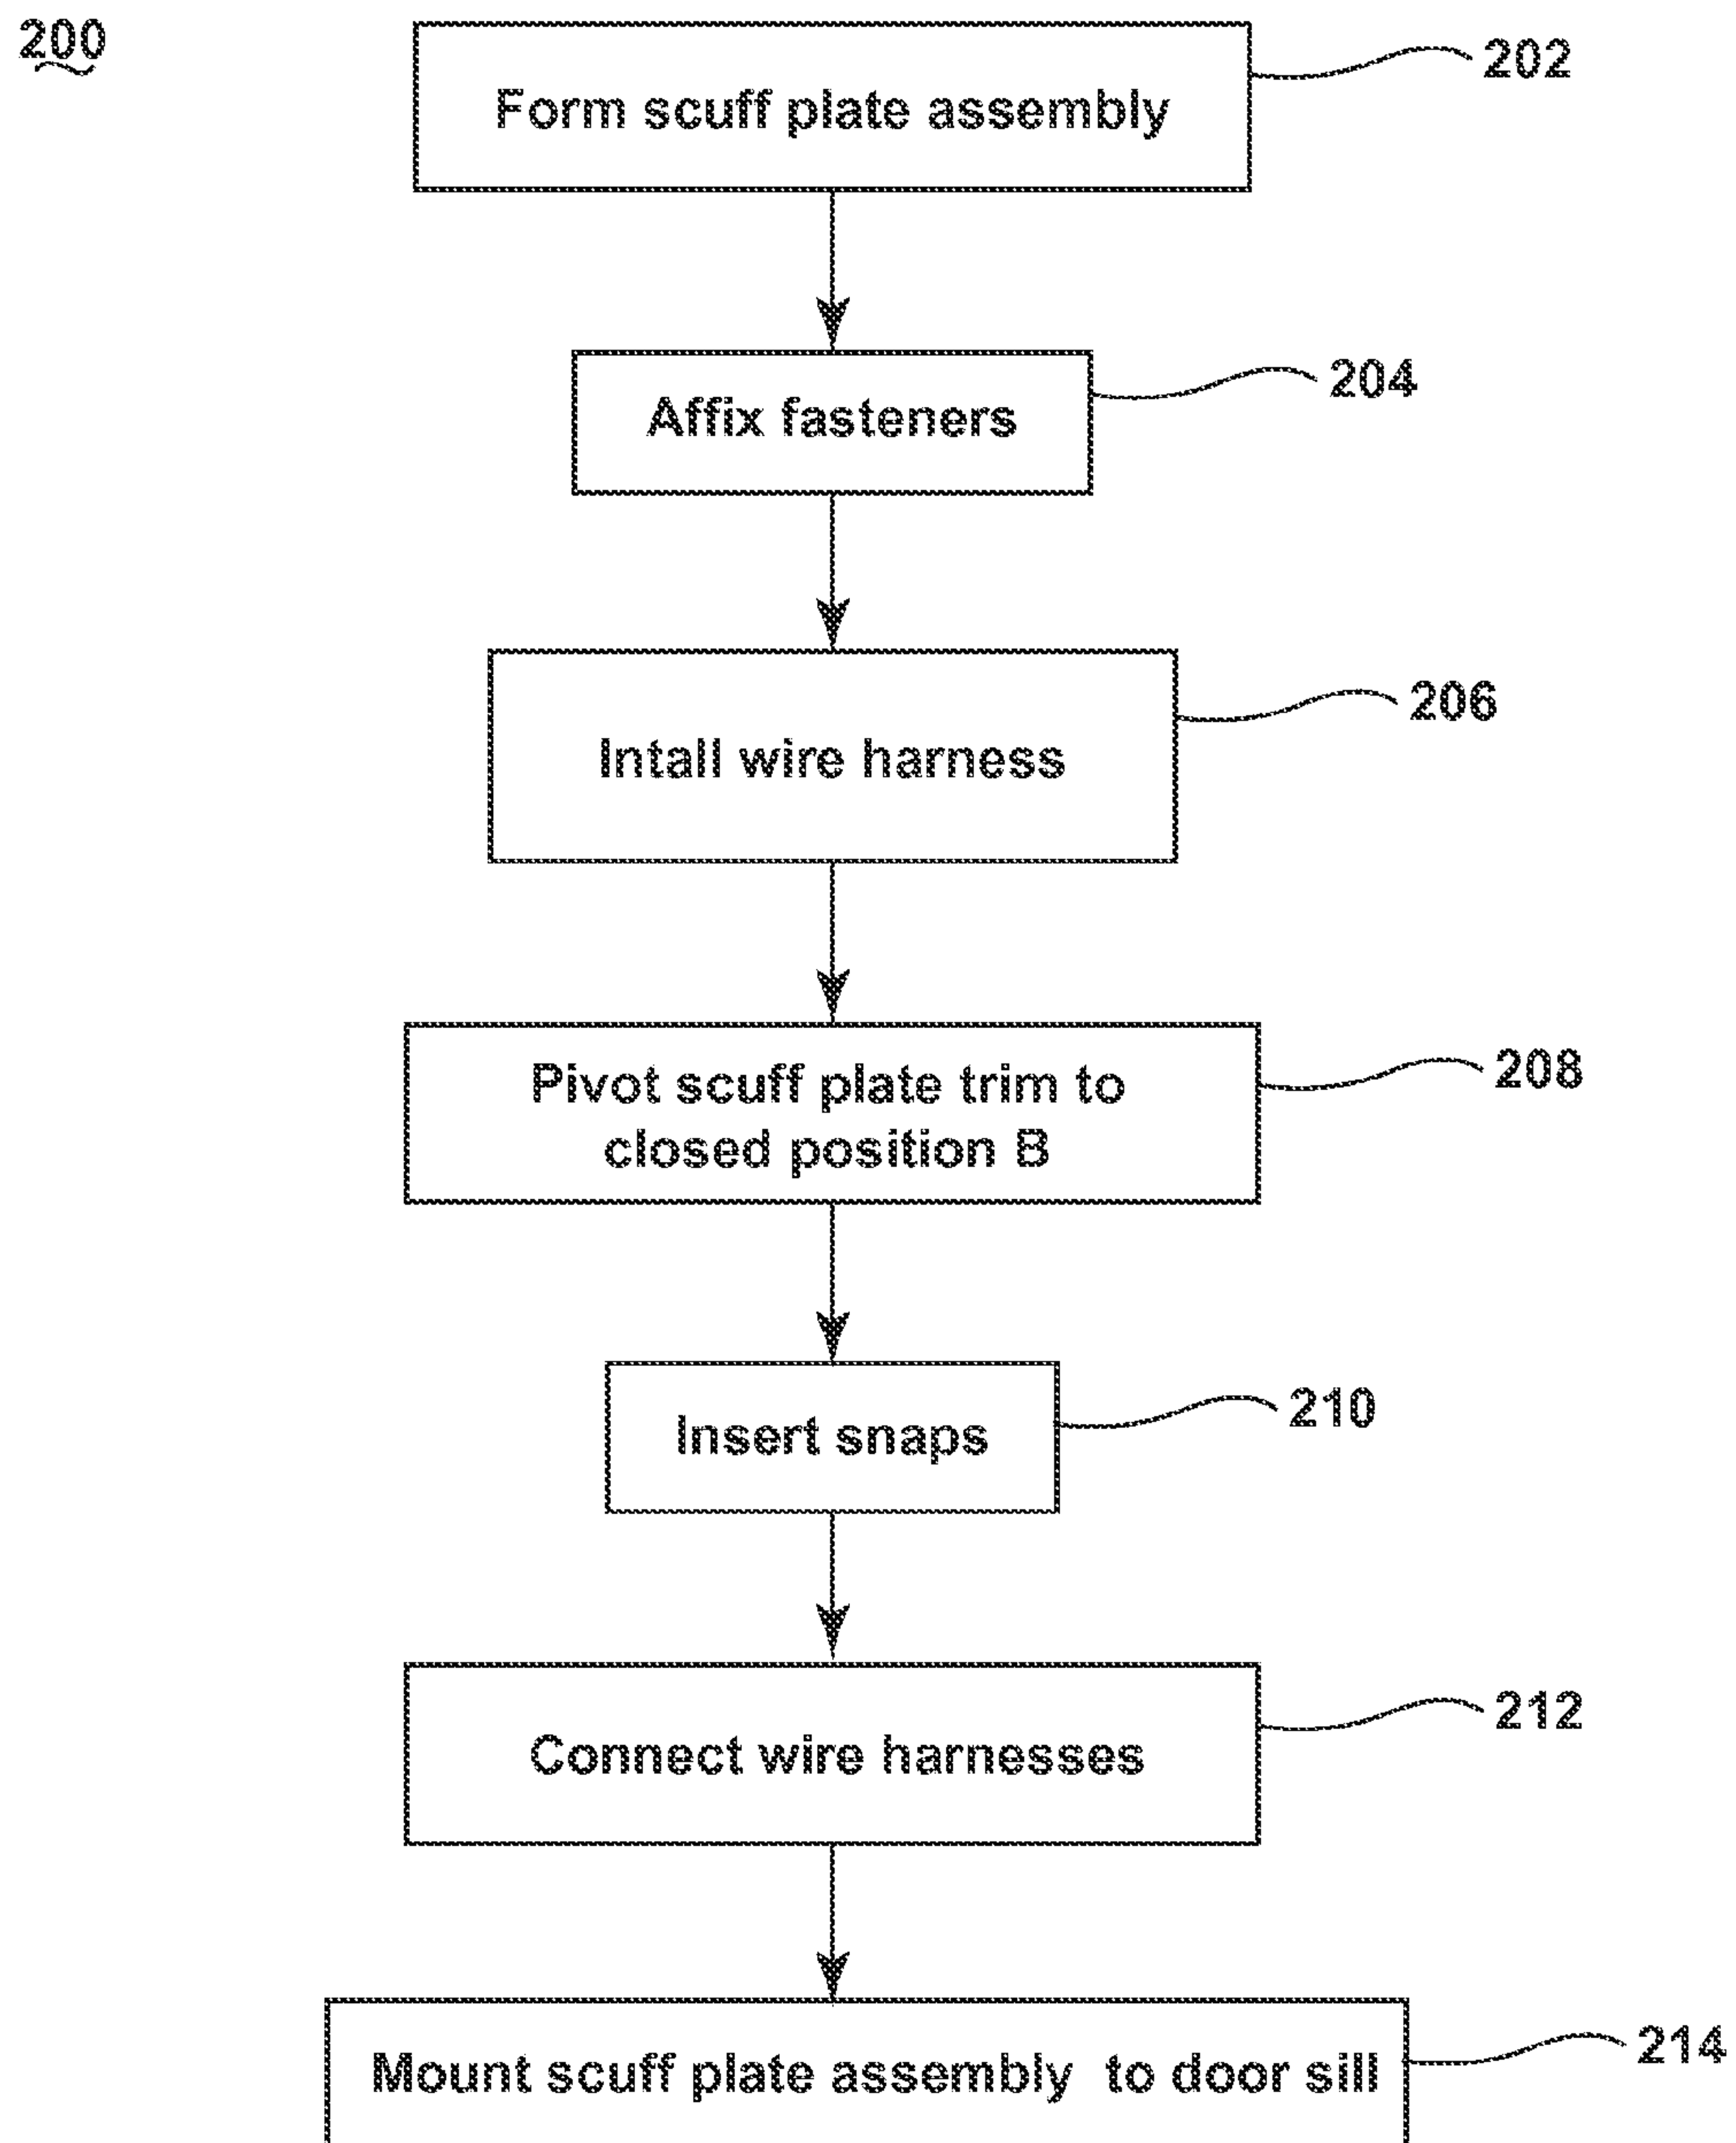 200
Form scuff plate assembly
202
Affix fasteners
204
Intall wire harness
206
Pivot scuff plate trim to
closed position B
208
Insert snaps
210
Connect wire harnesses
212
Mount scuff plate assembly to door sill
214